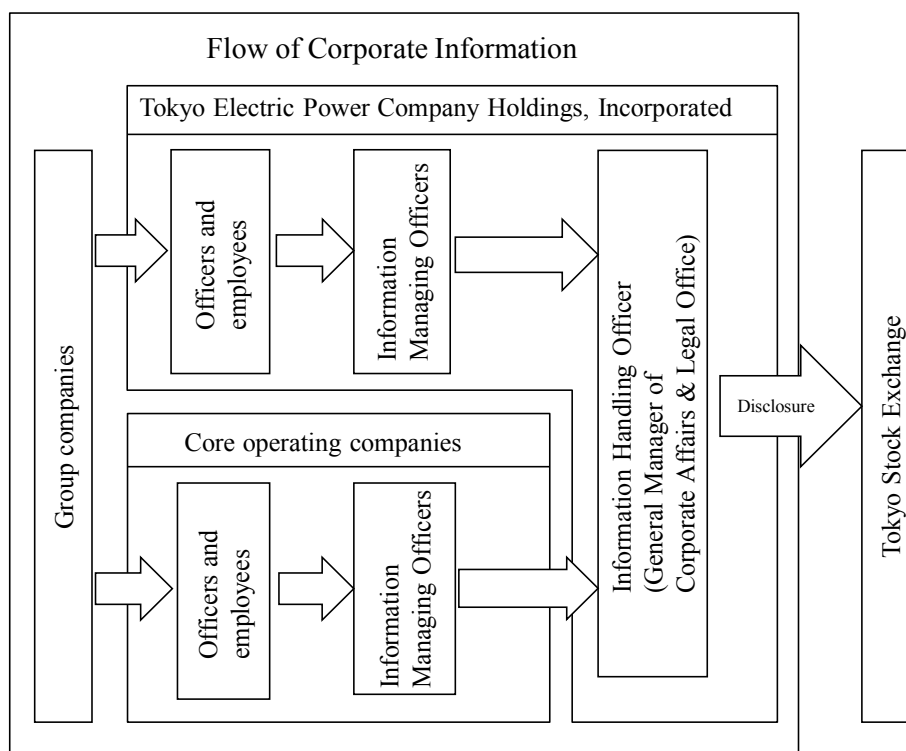 Flow of Corporate Information
Tokyo Electric Power Company Holdings, Incorporated
Group companies
Officers and
employees
Information
Managing Officers
Information Handling Officer
(General Manager of
Corporate Affairs & Legal Office)
Disclosure
Tokyo Stock Exchange
Core operating companies
Officers and
employees
Information
Managing Officers